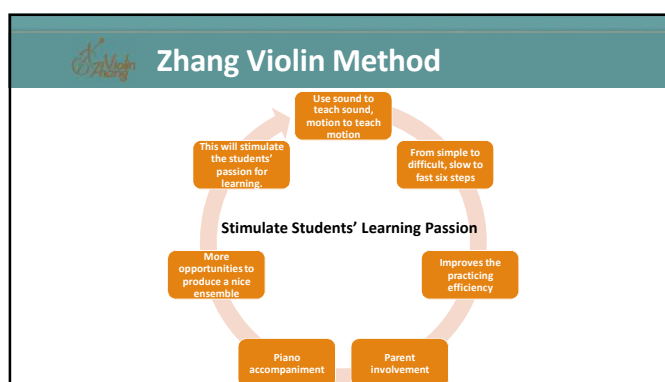 Violin
Zhang
Zhang Violin Method
Use sound to
teach sound,
motion to teach
motion
From simple to
difficult, slow to
fast six steps
Improves the
practicing
efficiency
Parent
involvement
Piano
accompaniment
More
opportunities to
produce a nice
ensemble
This will stimulate
the students'
passion for
learning.
Stimulate Students' Learning Passion